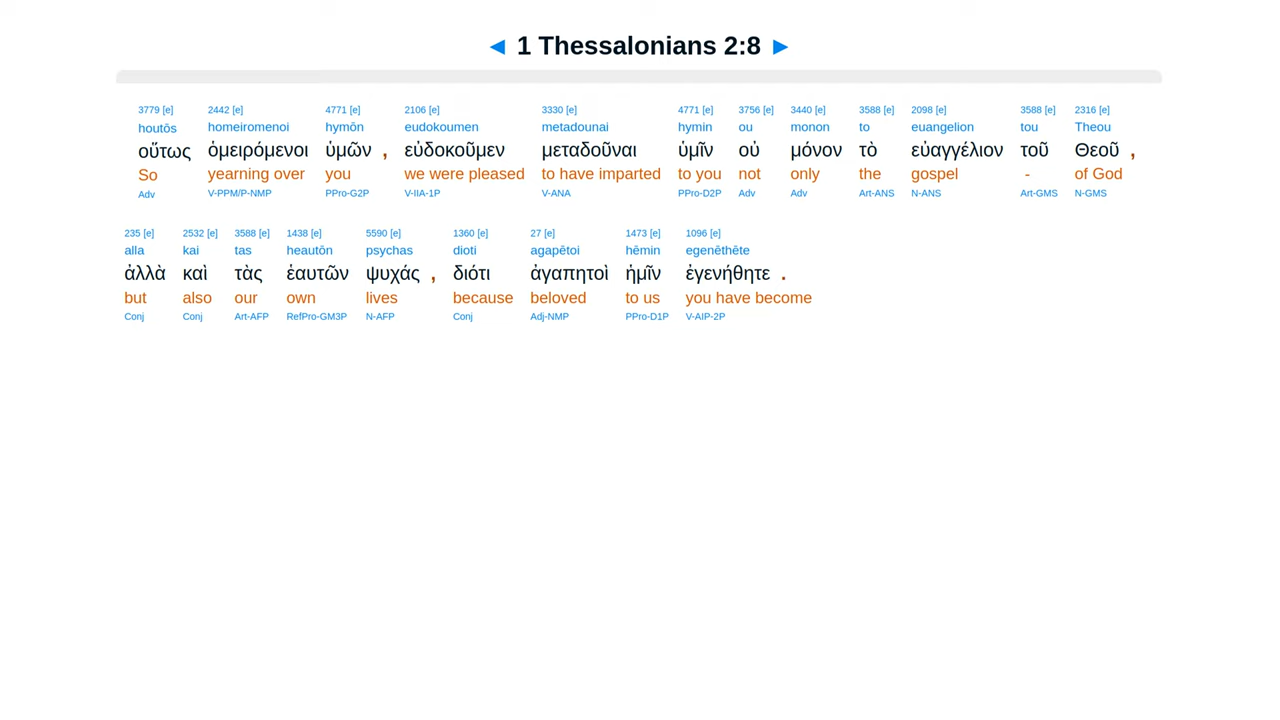 ◄ 1 Thessalonians 2:8 ►
3779 [e] 2442 [e] 4771 [e] 2106 [e] 3330 [e] 4771 [e] 3756 [e] 3440 [e] 3588 [e] 2098 [e] 3588 [e] 2316 [e]
houtōs homeiromenoi hymōn eudokoumen metadounai hymin ou monon to euangelion tou Theou
οὕτως ὁμειρόμενοι ὑμῶν , εὐδοκοῦμεν μεταδοῦναι ὑμῖν οὐ μόνον τὸ εὐαγγέλιον τοῦ Θεοῦ ,
So yearning over you we were pleased to have imparted to you not only the gospel - of God
Adv V-PPM/P-NMP PPro-G2P V-IIA-1P V-ANA PPro-D2P Adv Adv Art-ANS N-ANS Art-GMS N-GMS
235 [e] 2532 [e] 3588 [e] 1438 [e] 5590 [e] 1360 [e] 27 [e] 1473 [e] 1096 [e]
alla kai tas heautōn psychas dioti agapētoi hēmin egenēthēte
ἀλλὰ καὶ τὰς ἑαυτῶν ψυχάς , διότι ἀγαπητοὶ ἡμῖν ἐγενήθητε .
but also our own lives because beloved to us you have become
Conj Conj Art-AFP RefPro-GM3P N-AFP Conj Adj-NMP PPro-D1P V-AIP-2P